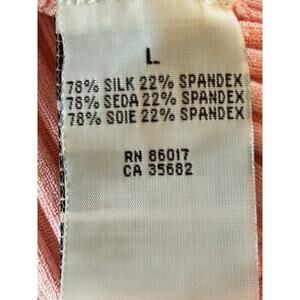 L
78% SILK 22% SPANDEX
78% SEDA 22% SPANDEX
78% SOIE 22% SPANDEX
RN 86017
CA 35682